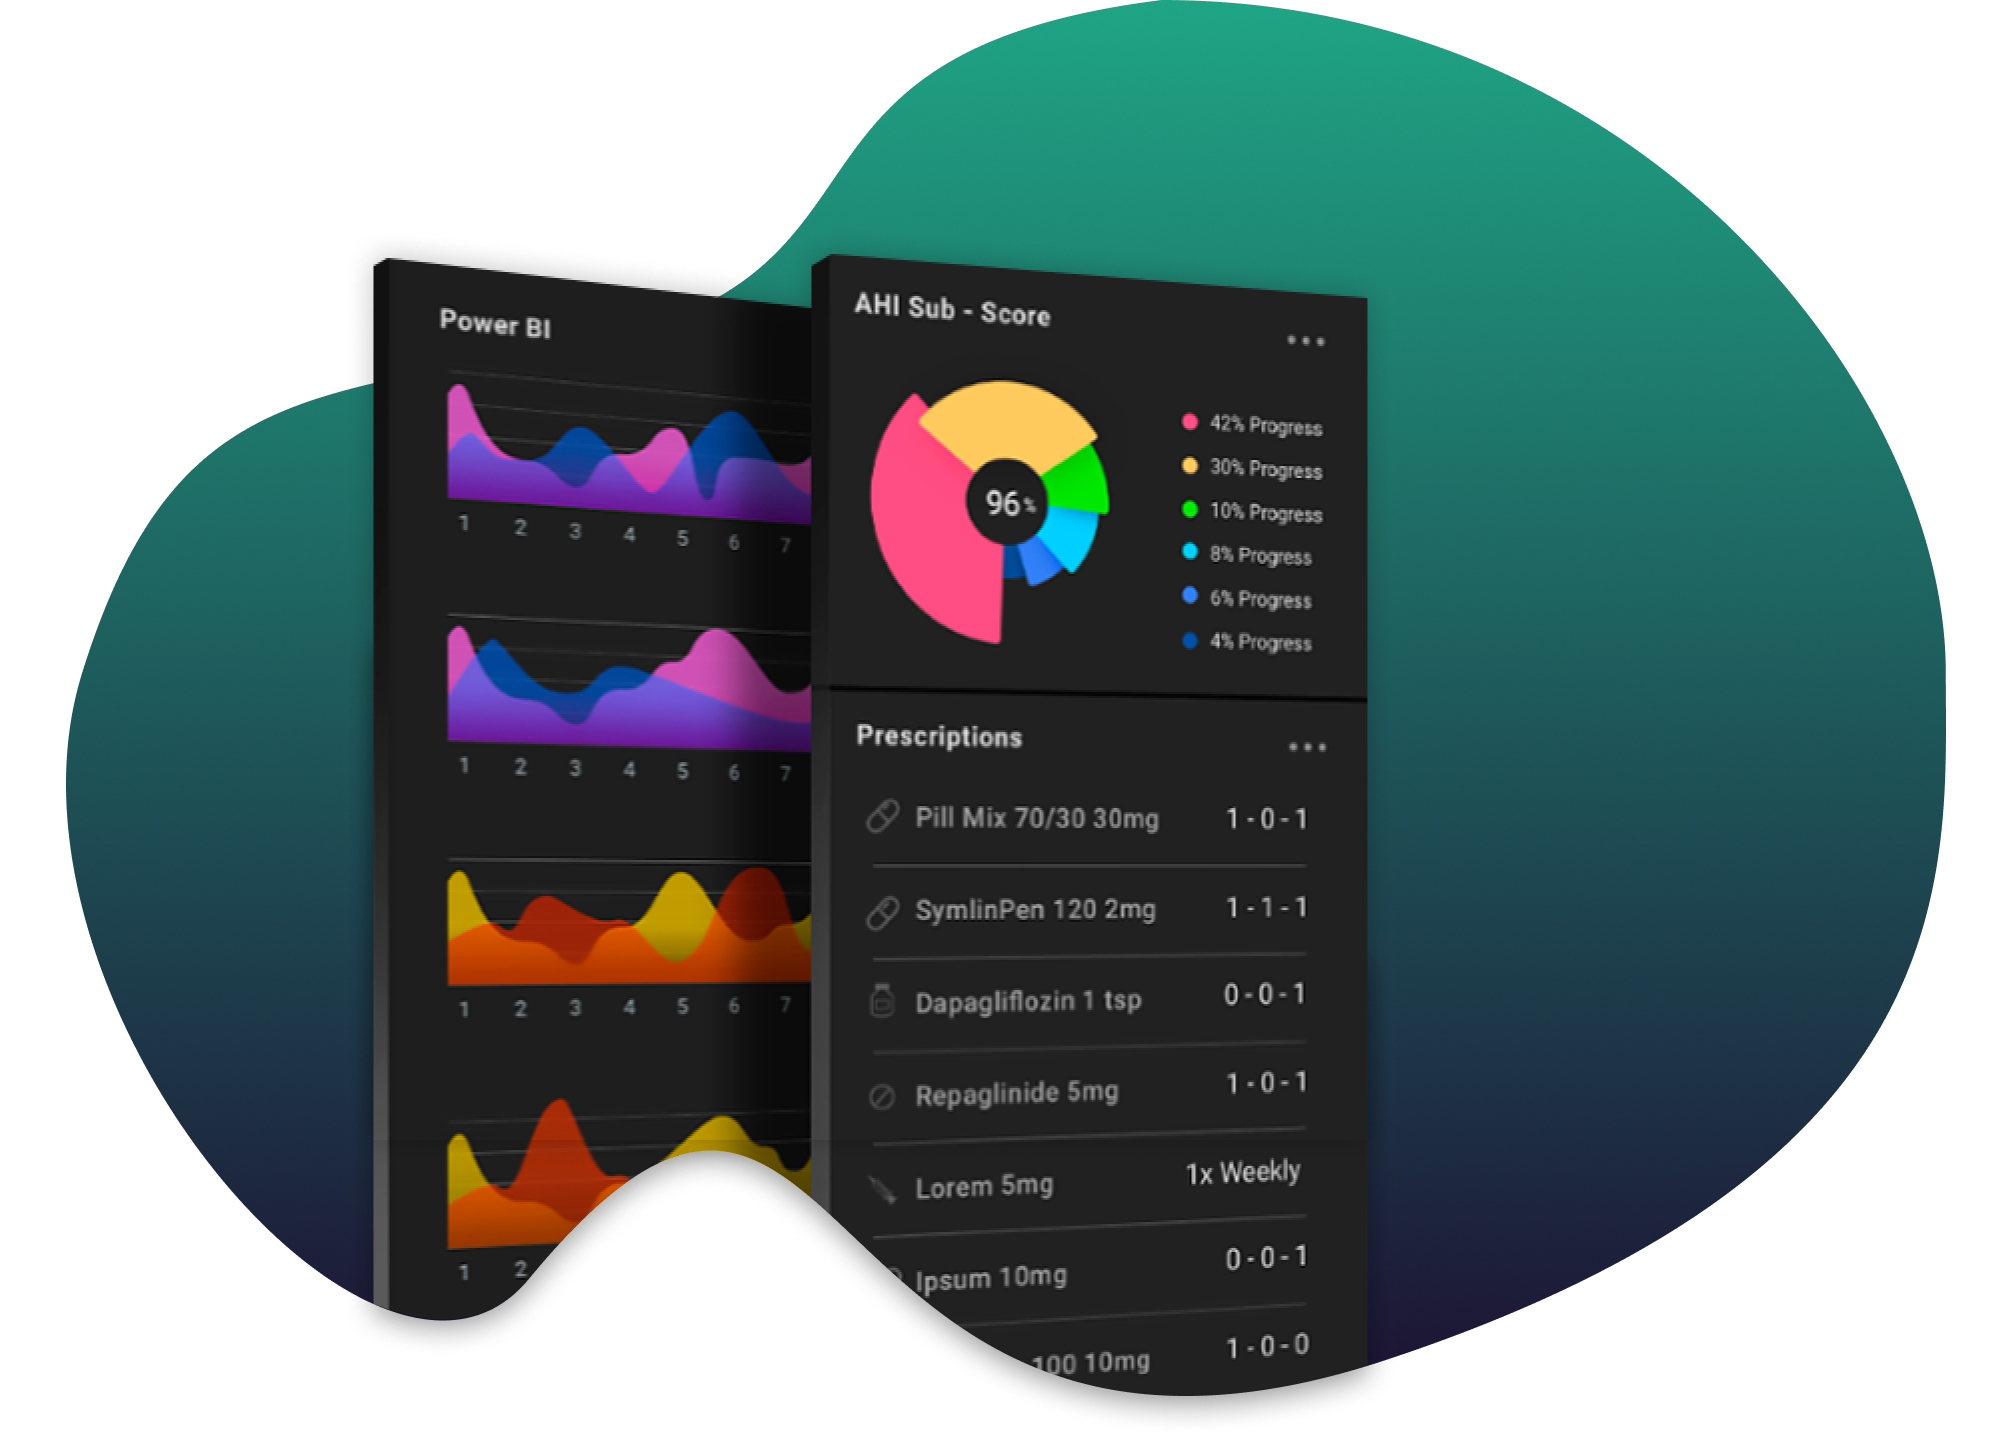 Power BI
1 2 3 4 5 6 7
1 2 3 4 5 6 7
1 2 3 4 5 6 7
1 2
AHI Sub - Score
96%
42% Progress
30% Progress
10% Progress
8% Progress
6% Progress
4% Progress
Prescriptions
Pill Mix 70/30 30mg 1 - 0 - 1
SymlinPen 120 2mg 1 - 1 - 1
Dapagliflozin 1 tsp 0 - 0 - 1
Repaglinide 5mg 1 - 0 - 1
Lorem 5mg 1x Weekly
Ipsum 10mg 0 - 0 - 1
100 10mg 1 - 0 - 0